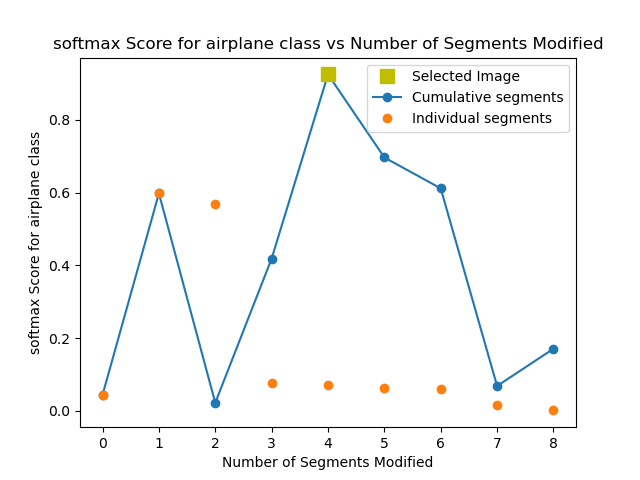 softmax Score for airplane class vs Number of Segments Modified
Selected Image
Cumulative segments
Individual segments
softmax Score for airplane class
0.8
0.6
0.4
0.2
0.0
0 1 2 3 4 5 6 7 8
Number of Segments Modified